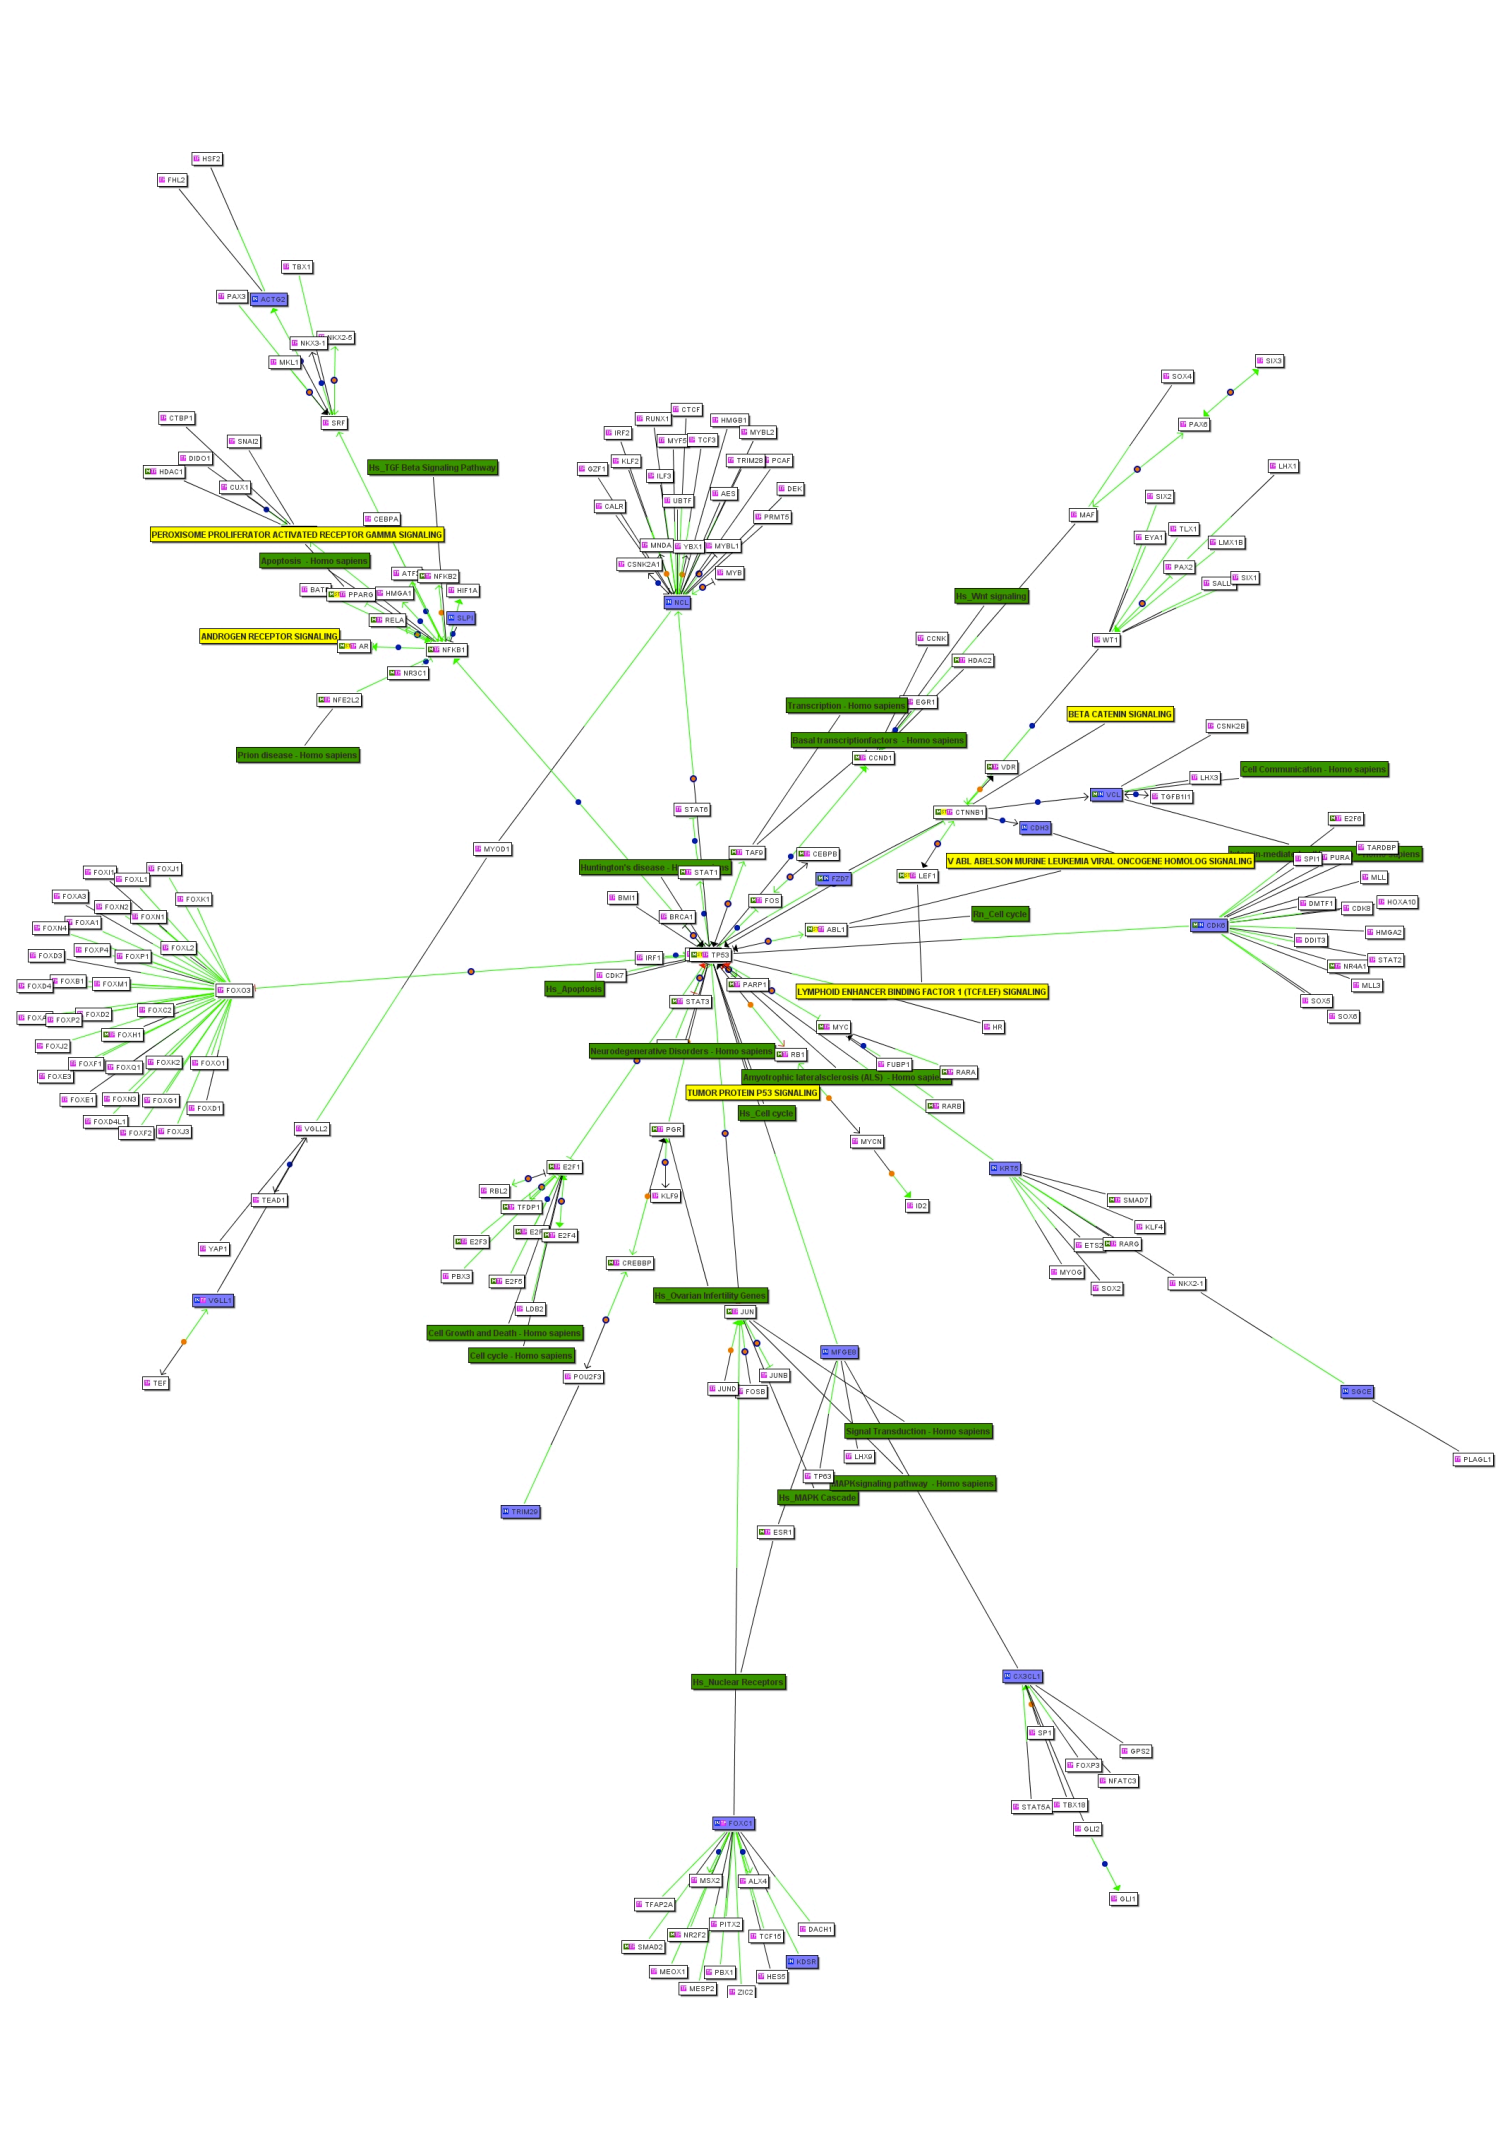 HSF2
FHL2
TBX1
PAX3
ACTG2
NKX2-5
NKX3-1
MKL1
SRF
SIX3
SOX4
PAX6
CTBP1
SNAI2
DIDO1
HDAC1
CUX1
Hs_TGF Beta Signaling Pathway
CEBPA
PEROXISOME PROLIFERATOR ACTIVATED RECEPTOR GAMMA SIGNALING
Apoptosis - Homo sapiens
NFKB2
PPARG
HMGA1
HIF1A
RELA
SLPI
ANDROGEN RECEPTOR SIGNALING
AR
NFKB1
NR3C1
NFE2L2
Prion disease - Homo sapiens
CTCF
RUNX1
HMGB1
IRF2
MYF5
TCF3
MYBL2
GZF1
KLF2
TRIM28
PCAF
ILF3
DEK
AES
CALR
UBTF
PRMT5
MNDA
YBX1
MYBL1
CSNK2A1
MYB
NCL
LHX1
SIX2
MAF
EYA1
TLX1
LMX1B
PAX2
SIX1
WT1
Hs_Wnt signaling
CCNK
HDAC2
EGR1
Transcription - Homo sapiens
Basal transcriptionfactors - Homo sapiens
CCND1
BETA CATENIN SIGNALING
CSNK2B
VDR
LHX3
Cell Communication - Homo sapiens
VCL
TGFB1I1
CTNNB1
CDH3
STAT6
MYOD1
TAF9
CEBPB
E2F6
TARDBP
SPI1
PURA
V ABL ABELSON MURINE LEUKEMIA VIRAL ONCOGENE HOMOLOG SIGNALING
STAT1
FZD7
LEF1
MLL
BMI1
FOS
HOXA10
DMTF1
CDK8
BRCA1
Rn_Cell cycle
ABL1
CDK6
HMGA2
DDIT3
TP53
IRF1
STAT2
NR4A1
CDK7
MLL3
Hs_Apoptosis
PARP1
LYMPHOID ENHANCER BINDING FACTOR 1 (TCF/LEF) SIGNALING
STAT3
SOX5
SOX6
MYC
HR
FOXJ1
FOXI1
FOXL1
FOXA3
FOXK1
FOXN2
FOXN1
FOXA1
FOXN4
FOXL2
FOXP4
FOXP1
FOXD3
FOXB1
FOXM1
FOXD4
FOXO3
FOXC2
FOXD2
FOXP2
FOXH1
FOXJ2
FOXF1
FOXK2
FOXO1
FOXQ1
FOXE3
FOXE1
FOXN3
FOXG1
FOXD1
FOXD4L1
FOXF2
FOXJ3
Neurodegenerative Disorders - Homo sapiens
RB1
FUBP1
RARA
TUMOR PROTEIN P53 SIGNALING
Hs_Cell cycle
RARB
VGLL2
PGR
MYCN
E2F1
KRT5
RBL2
KLF9
TEAD1
TFDP1
ID2
SMAD7
KLF4
E2F4
E2F3
YAP1
ETS2
RARG
CREBBP
MYOG
PBX3
E2F5
SOX2
NKX2-1
VGLL1
Hs_Ovarian Infertility Genes
LDB2
JUN
Cell Growth and Death - Homo sapiens
Cell cycle - Homo sapiens
MFGE8
TEF
POU2F3
JUNB
JUND
FOSB
SGCE
Signal Transduction - Homo sapiens
LHX9
PLAGL1
TP63
MAPKsignaling pathway - Homo sapiens
Hs_MAPK Cascade
TRIM29
ESR1
Hs_Nuclear Receptors
CX3CL1
SP1
GPS2
FOXP3
NFATC3
STAT5A
TBX18
FOXC1
GLI2
MSX2
ALX4
GLI1
TFAP2A
PITX2
DACH1
NR2F2
TCF15
SMAD2
KDSR
MEOX1
PBX1
HES5
MESP2
ZIC2